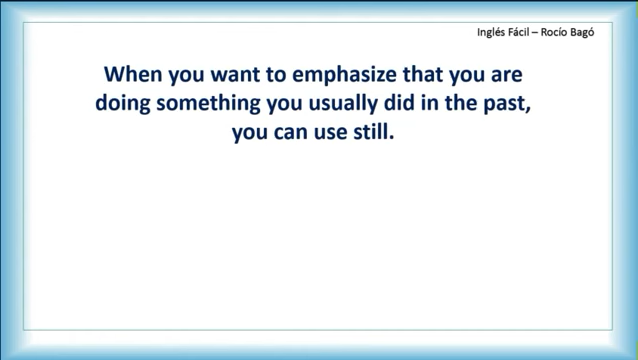 Inglés Fácil – Rocío Bagó
When you want to emphasize that you are
doing something you usually did in the past,
you can use still.